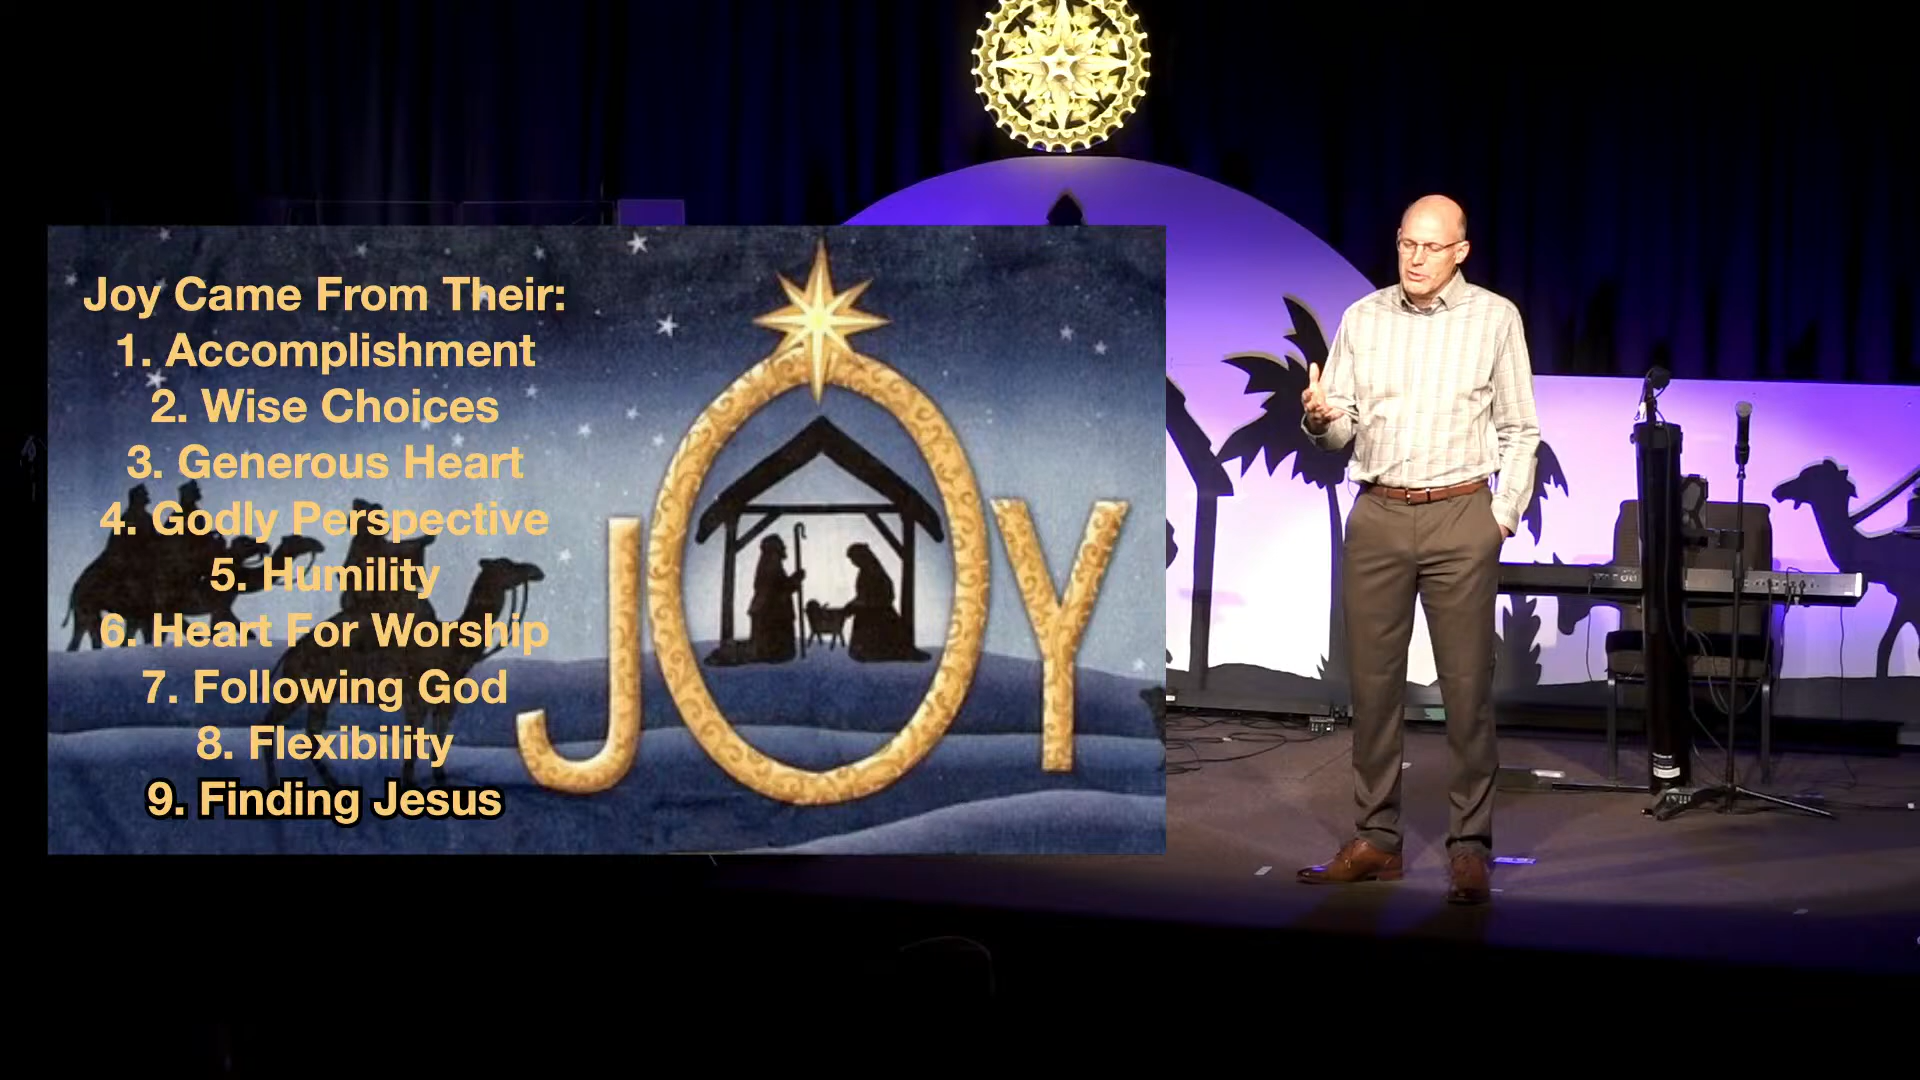 Joy Came From Their:
1. Accomplishment
2. Wise Choices
3. Generous Heart
4. Godly Perspective
5. Humility
6. Heart For Worship
7. Following God
8. Flexibility
9. Finding Jesus
JOY